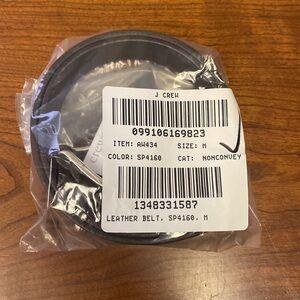 J CREW
099106169823
ITEM: AW434 SIZE: M
COLOR: SP4160 CAT: NONCONVEY
1348331587
LEATHER BELT, SP4160, M